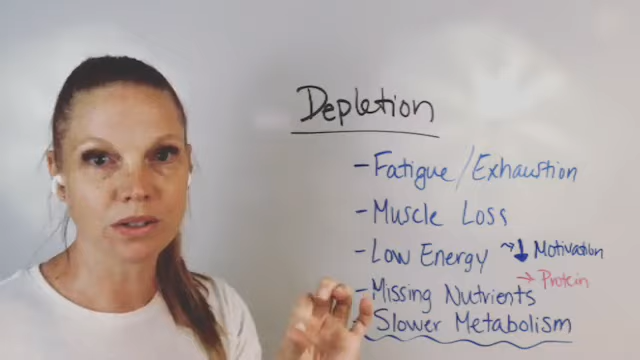 Depletion
- Fatigue/Exhaustion
- Muscle Loss
- Low Energy ~↓ Motivation
→ Protein
- Missing Nutrients
- Slower Metabolism